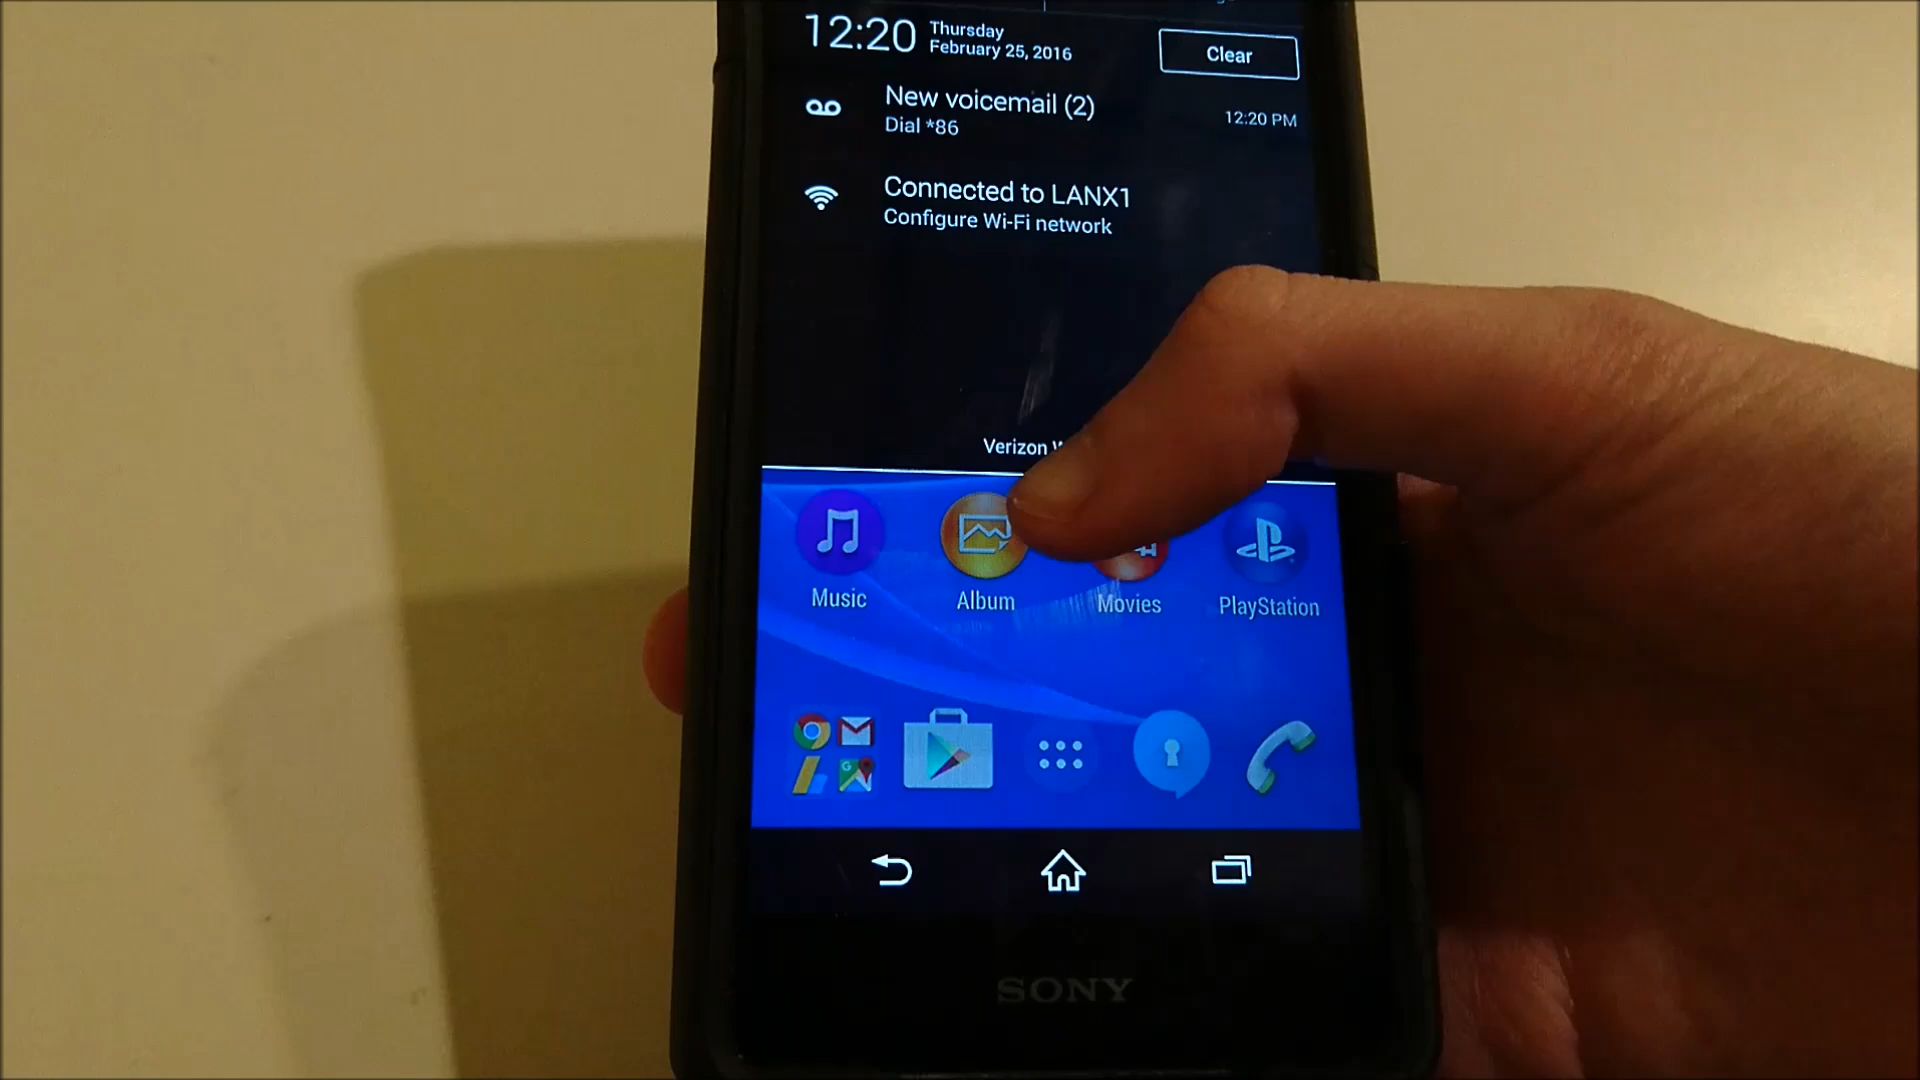 12:20
Thursday
February 25, 2016
Clear
New voicemail (2)
12:20 PM
Dial *86
Connected to LANX1
Configure Wi-Fi network
Verizon
Music
Album
Movies
PlayStation
SONY